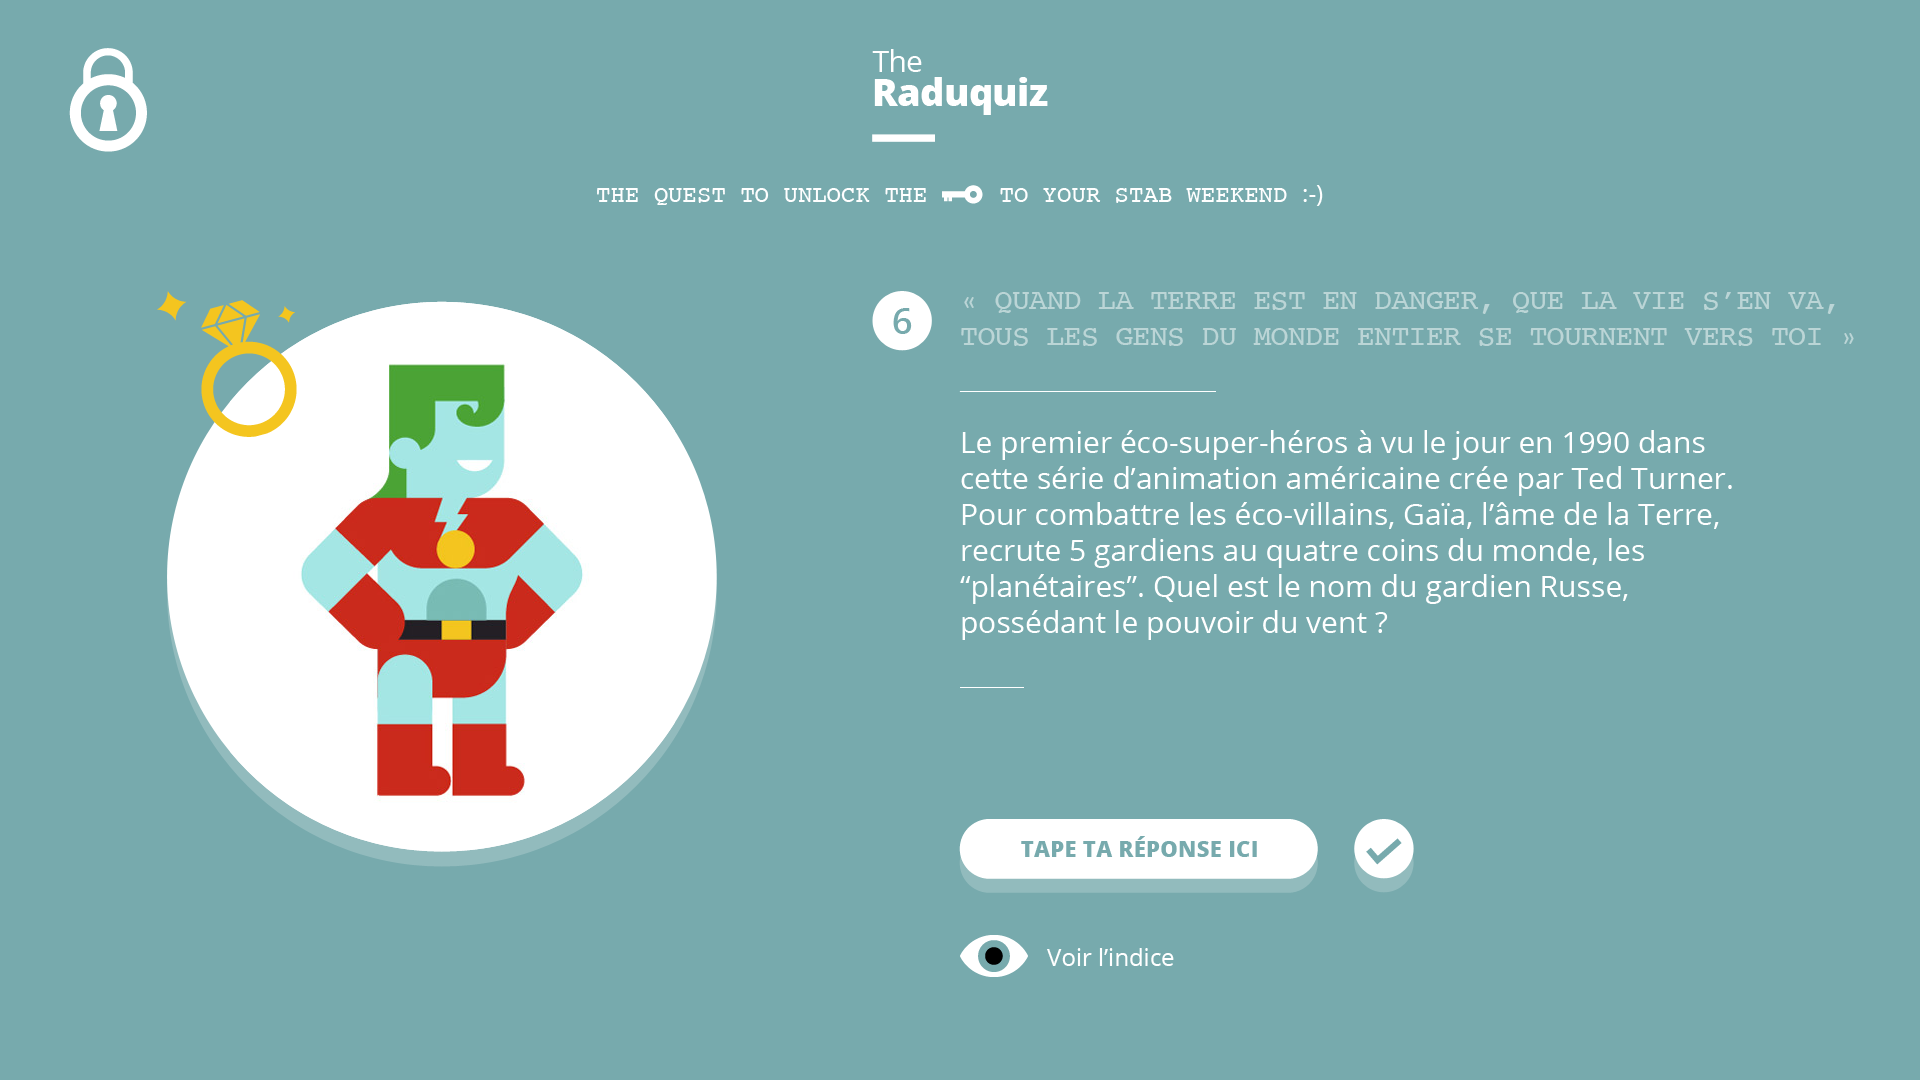 The
Raduquiz
THE QUEST TO UNLOCK THE TO YOUR STAB WEEKEND :-)
6
« QUAND LA TERRE EST EN DANGER, QUE LA VIE S’EN VA,
TOUS LES GENS DU MONDE ENTIER SE TOURNENT VERS TOI »
Le premier éco-super-héros à vu le jour en 1990 dans
cette série d’animation américaine crée par Ted Turner.
Pour combattre les éco-villains, Gaïa, l’âme de la Terre,
recrute 5 gardiens au quatre coins du monde, les
“planétaires”. Quel est le nom du gardien Russe,
possédant le pouvoir du vent ?
TAPE TA RÉPONSE ICI
Voir l’indice